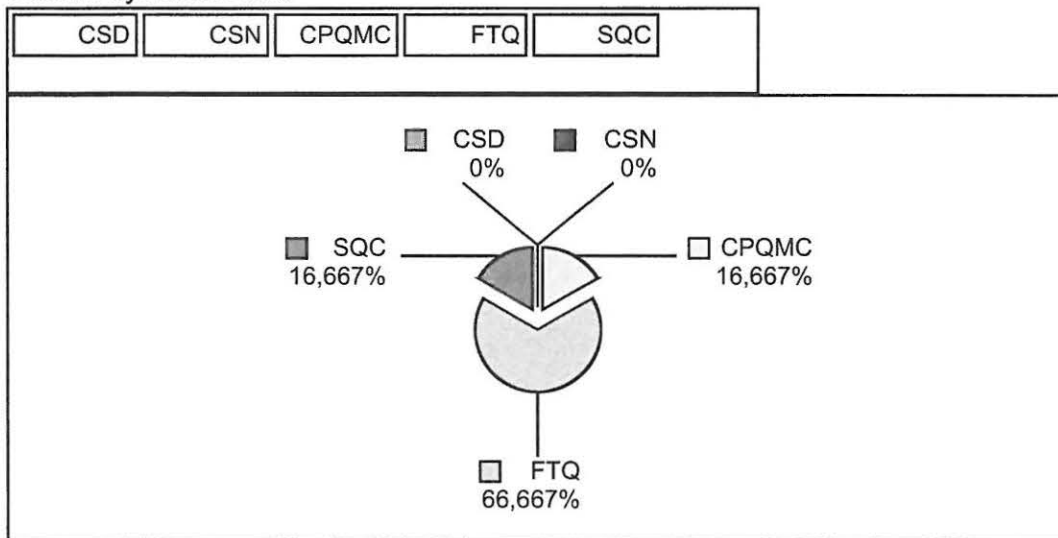 CSD CSN CPQMC FTQ SQC
CSD CSN
0% 0%
SQC CPQMC
16,667% 16,667%
FTQ
66,667%